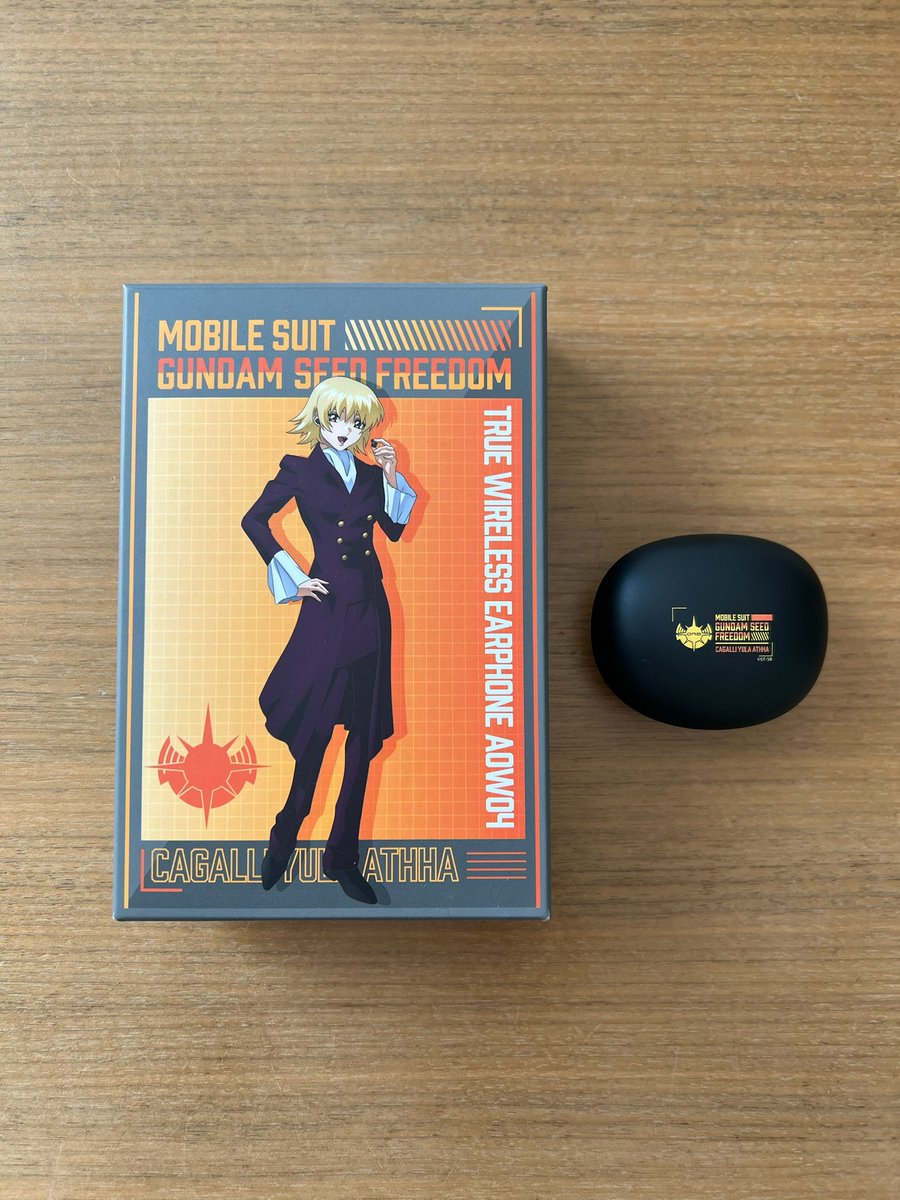 MOBILE SUIT
GUNDAM SEED FREEDOM
TRUE WIRELESS EARPHONE AOW04
CAGALLI YULA ATHHA
MOBILE SUIT
GUNDAM SEED
FREEDOM
CAGALLI YULA ATHHA